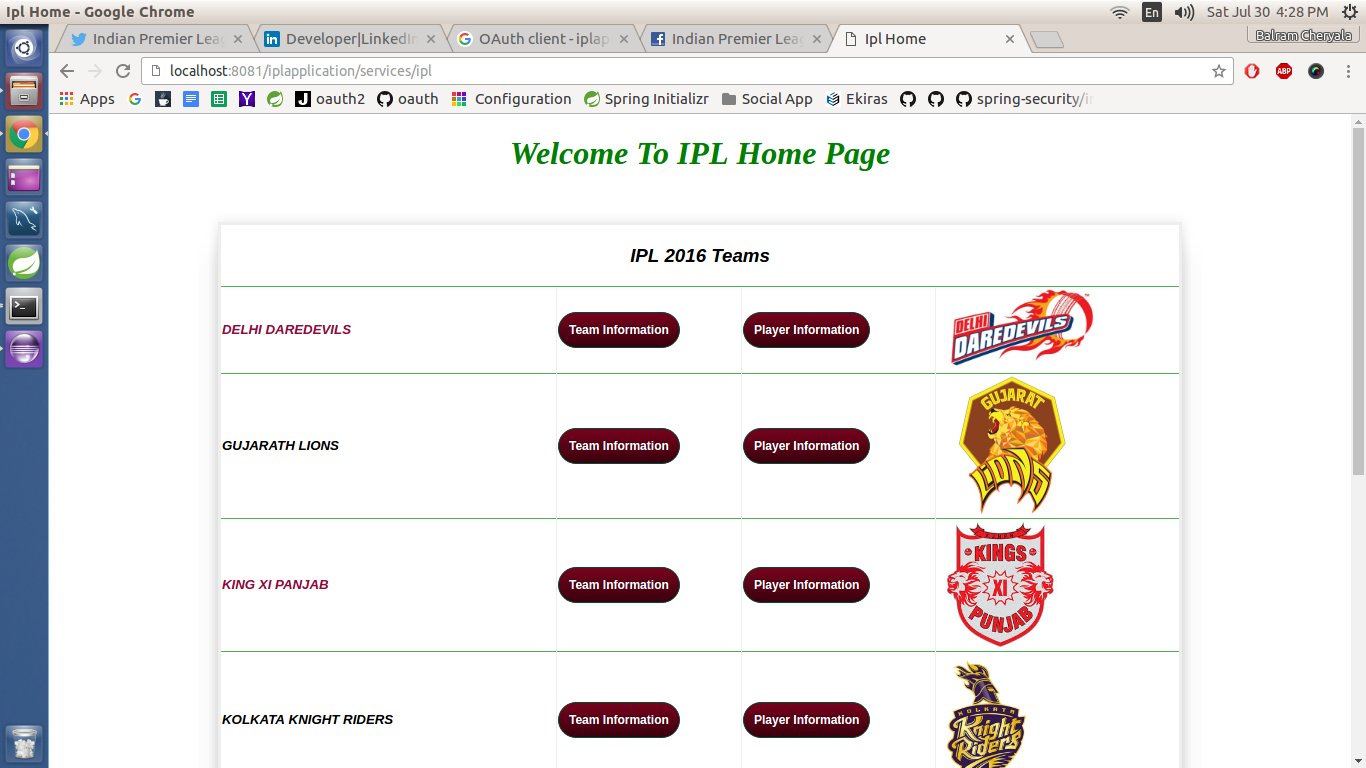 Ipl Home - Google Chrome
En
Sat Jul 30 4:28 PM
Indian Premier Lea
Developer|LinkedIn
OAuth client - iplap
Indian Premier Lea
Ipl Home
Balram Cheryala
localhost:8081/iplapplication/services/ipl
ABP
Apps
oauth2
oauth
Configuration
Spring Initializr
Social App
Ekiras
spring-security/
Welcome To IPL Home Page
IPL 2016 Teams
DELHI DAREDEVILS
Team Information
Player Information
DELHI
DAREDEVILS
™
GUJARATH LIONS
Team Information
Player Information
GUJARAT
LIONS
KING XI PANJAB
Team Information
Player Information
KINGS
XI
PUNJAB
KOLKATA KNIGHT RIDERS
Team Information
Player Information
KOLKATA
Knight
Riders